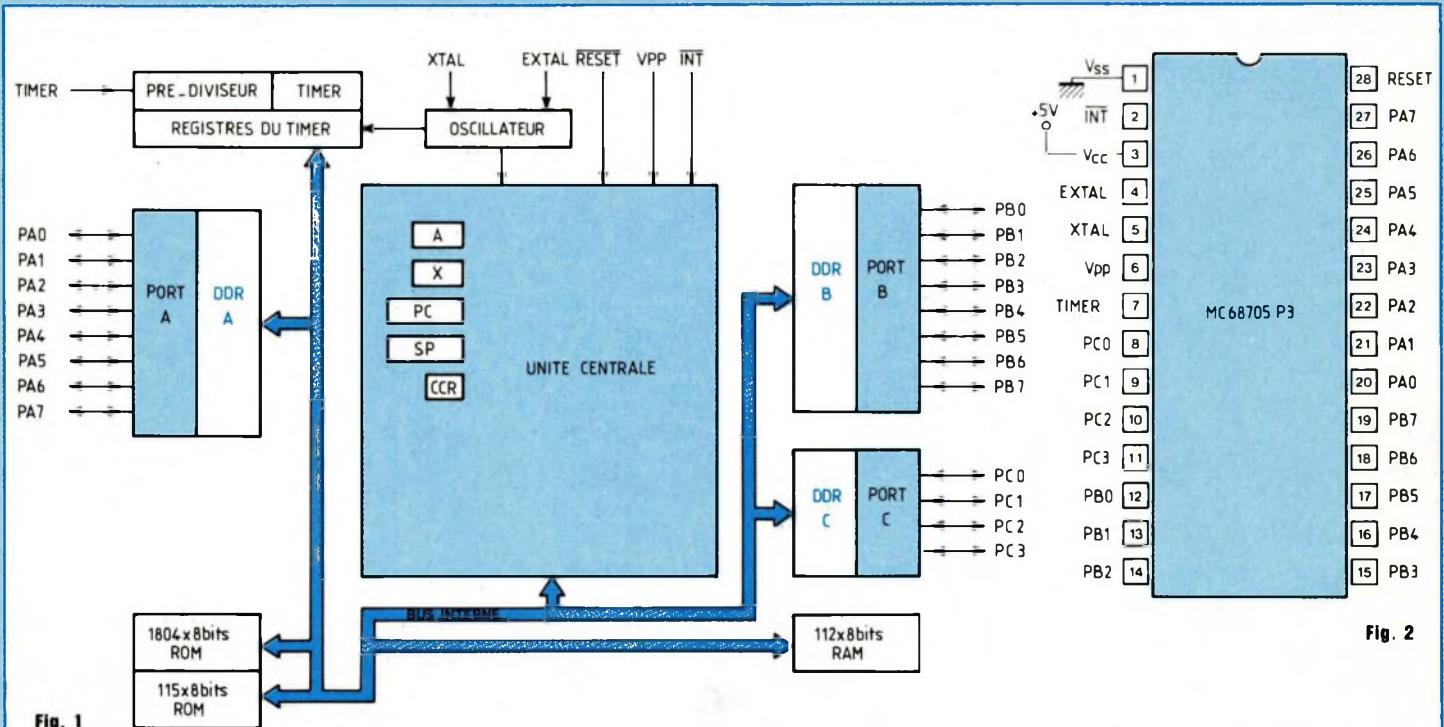 XTAL EXTAL RESET VPP INT
TIMER PRE_DIVISEUR TIMER
REGISTRES DU TIMER OSCILLATEUR
PA0
PA1
PA2
PA3
PA4
PA5
PA6
PA7
PORT A
DDR A
A
X
PC
SP
CCR
UNITE CENTRALE
DDR B
PORT B
PB0
PB1
PB2
PB3
PB4
PB5
PB6
PB7
DDR C
PORT C
PC0
PC1
PC2
PC3
BUS INTERNE
1804x8bits
ROM
115x8bits
ROM
112x8bits
RAM
Fig. 1
VSS 1
+5V
INT 2
VCC 3
EXTAL 4
XTAL 5
Vpp 6
TIMER 7
PC0 8
PC1 9
PC2 10
PC3 11
PB0 12
PB1 13
PB2 14
MC68705 P3
28 RESET
27 PA7
26 PA6
25 PA5
24 PA4
23 PA3
22 PA2
21 PA1
20 PA0
19 PB7
18 PB6
17 PB5
16 PB4
15 PB3
Fig. 2